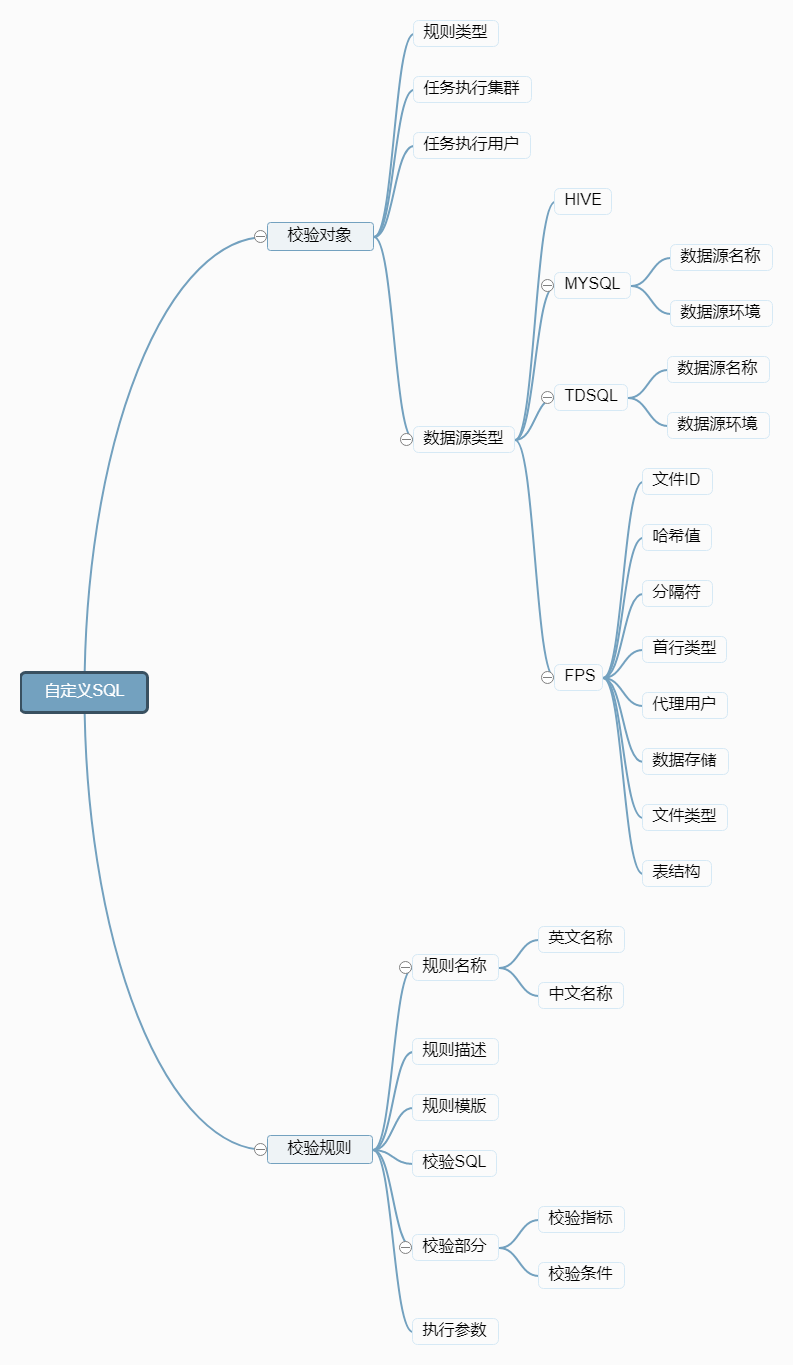 规则类型
任务执行集群
任务执行用户
HIVE
校验对象
数据源名称
MYSQL
数据源环境
数据源名称
TDSQL
数据源环境
数据源类型
文件ID
哈希值
分隔符
首行类型
FPS
自定义SQL
代理用户
数据存储
文件类型
表结构
英文名称
规则名称
中文名称
规则描述
规则模版
校验规则
校验SQL
校验指标
校验部分
校验条件
执行参数